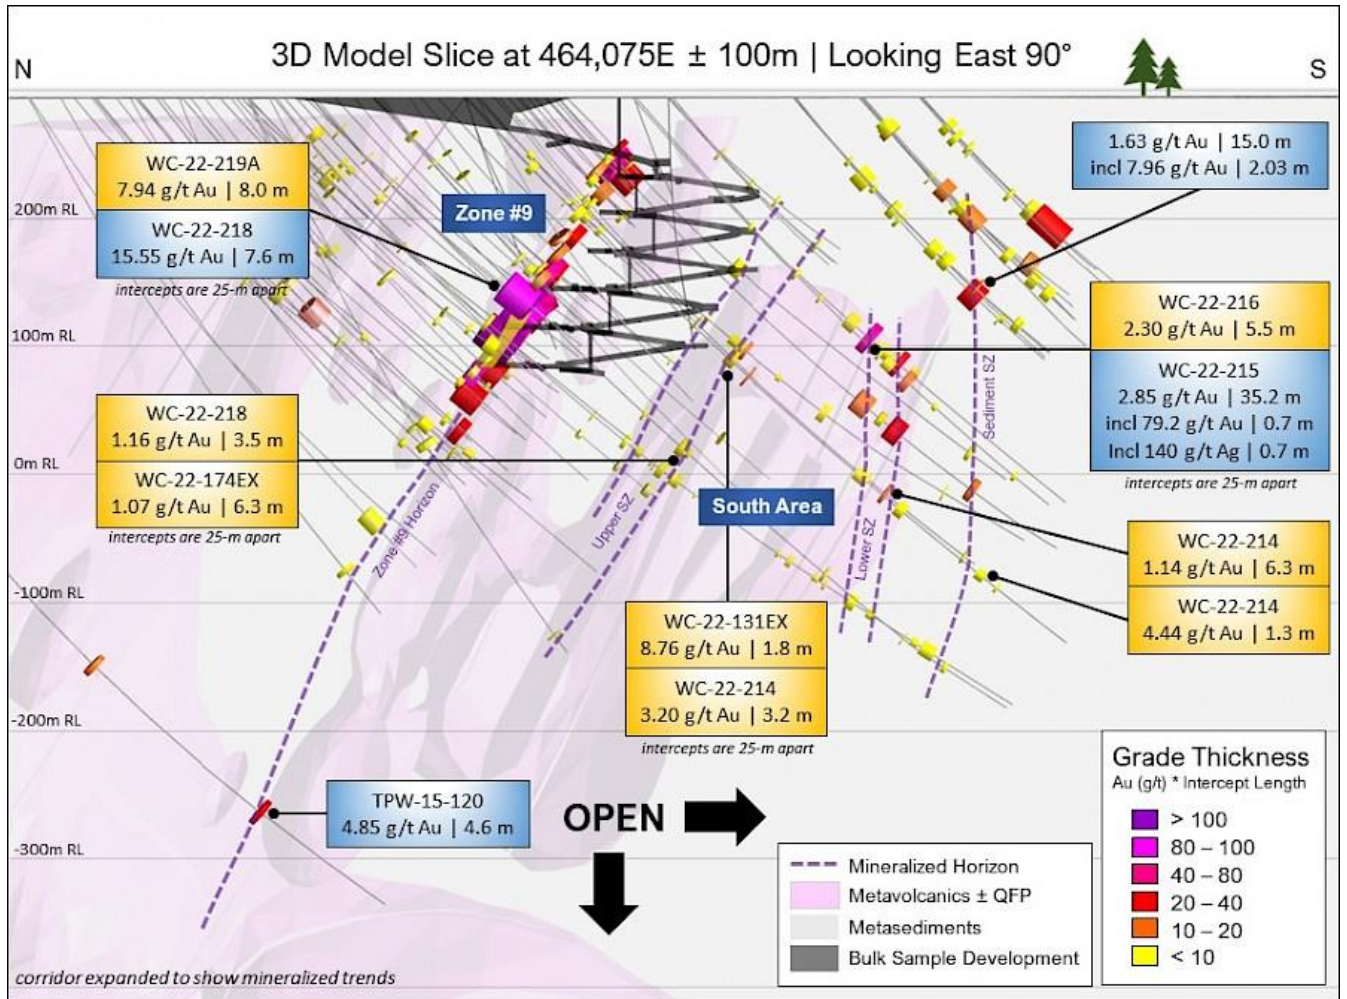 3D Model Slice at 464,075E ± 100m | Looking East 90°
N
S
WC-22-219A
7.94 g/t Au | 8.0 m
WC-22-218
15.55 g/t Au | 7.6 m
intercepts are 25-m apart
Zone #9
1.63 g/t Au | 15.0 m
incl 7.96 g/t Au | 2.03 m
200m RL
100m RL
0m RL
-100m RL
-200m RL
-300m RL
WC-22-216
2.30 g/t Au | 5.5 m
WC-22-215
2.85 g/t Au | 35.2 m
incl 79.2 g/t Au | 0.7 m
Incl 140 g/t Ag | 0.7 m
intercepts are 25-m apart
WC-22-218
1.16 g/t Au | 3.5 m
WC-22-174EX
1.07 g/t Au | 6.3 m
intercepts are 25-m apart
Zone #9 Horizon
Upper SZ
South Area
Lower SZ
Sediment SZ
WC-22-214
1.14 g/t Au | 6.3 m
WC-22-214
4.44 g/t Au | 1.3 m
WC-22-131EX
8.76 g/t Au | 1.8 m
WC-22-214
3.20 g/t Au | 3.2 m
intercepts are 25-m apart
TPW-15-120
4.85 g/t Au | 4.6 m
OPEN
Mineralized Horizon
Metavolcanics ± QFP
Metasediments
Bulk Sample Development
Grade Thickness
Au (g/t) * Intercept Length
> 100
80 – 100
40 – 80
20 – 40
10 – 20
< 10
corridor expanded to show mineralized trends